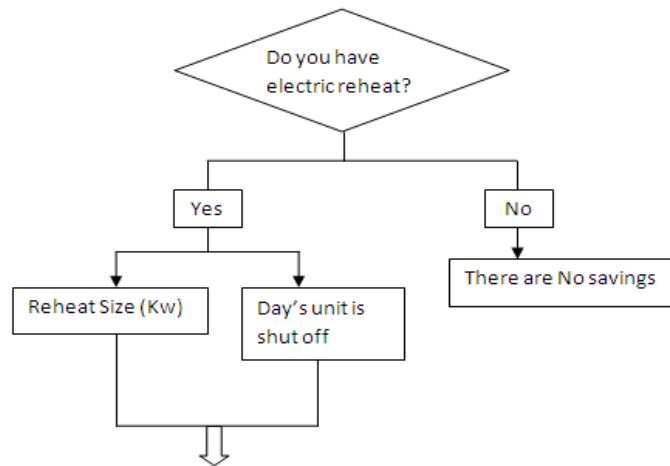 Do you have
electric reheat?
Yes
No
Reheat Size (Kw)
Day's unit is
shut off
There are No savings